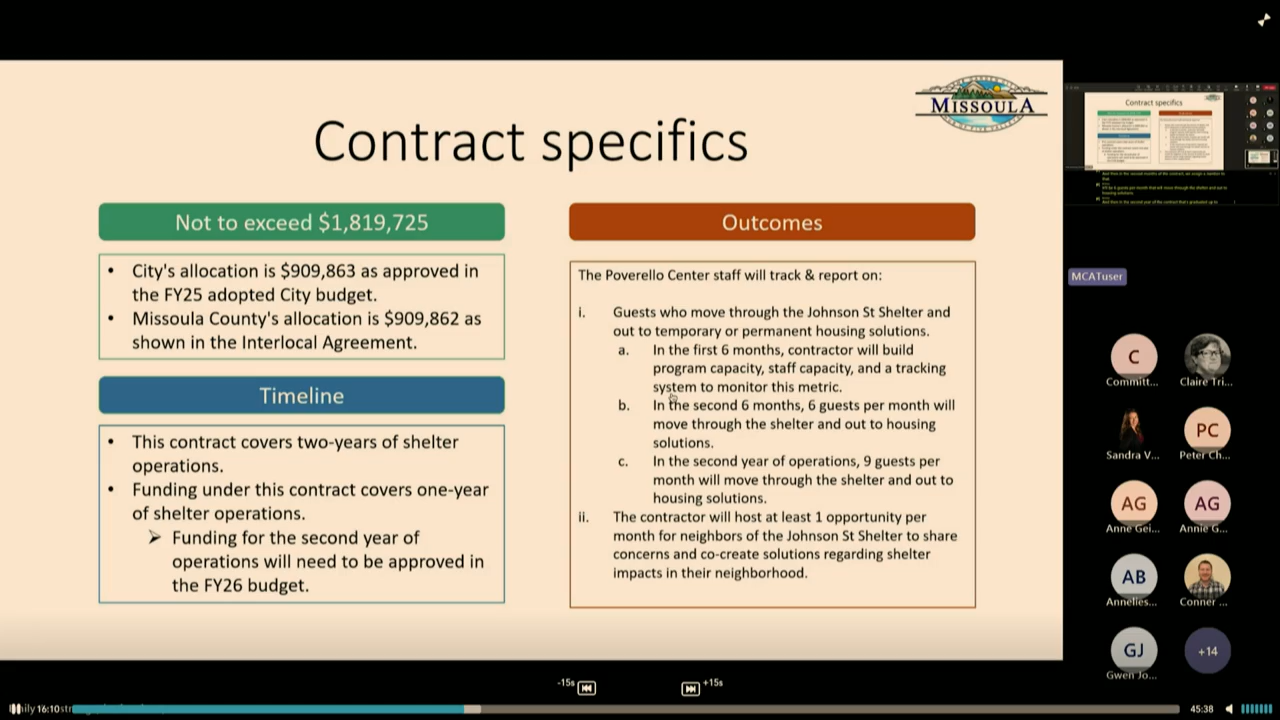 MISSOULA
Contract specifics
Not to exceed $1,819,725
• City's allocation is $909,863 as approved in
the FY25 adopted City budget.
• Missoula County's allocation is $909,862 as
shown in the Interlocal Agreement.
Timeline
• This contract covers two-years of shelter
operations.
• Funding under this contract covers one-year
of shelter operations.
➢ Funding for the second year of
operations will need to be approved in
the FY26 budget.
Outcomes
The Poverello Center staff will track & report on:
i. Guests who move through the Johnson St Shelter and
out to temporary or permanent housing solutions.
a. In the first 6 months, contractor will build
program capacity, staff capacity, and a tracking
system to monitor this metric.
b. In the second 6 months, 6 guests per month will
move through the shelter and out to housing
solutions.
c. In the second year of operations, 9 guests per
month will move through the shelter and out to
housing solutions.
ii. The contractor will host at least 1 opportunity per
month for neighbors of the Johnson St Shelter to share
concerns and co-create solutions regarding shelter
impacts in their neighborhood.
Contract specifics
MCATuser
C
Committ...
Claire Tri...
Sandra V...
PC
Peter Ch...
AG
Anne Gei...
AG
Annie G...
AB
Annelies...
Conner ...
GJ
Gwen Jo...
+14
-15s
+15s
16:10
45:38